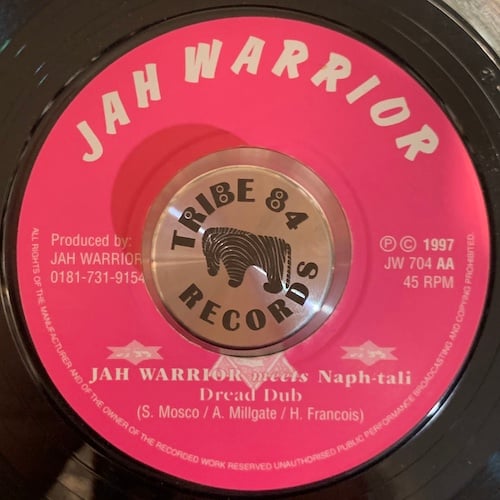 JAH WARRIOR
TRIBE 84
RECORDS
Produced by:
JAH WARRIOR
0181-731-9154
Ⓟ © 1997
JW 704 AA
45 RPM
JAH WARRIOR meets Naph-tali
Dread Dub
(S. Mosco / A. Millgate / H. Francois)
ALL RIGHTS OF THE MANUFACTURER AND OF THE OWNER OF THE RECORDED WORK RESERVED UNAUTHORISED PUBLIC PERFORMANCE BROADCASTING AND COPYING PROHIBITED.